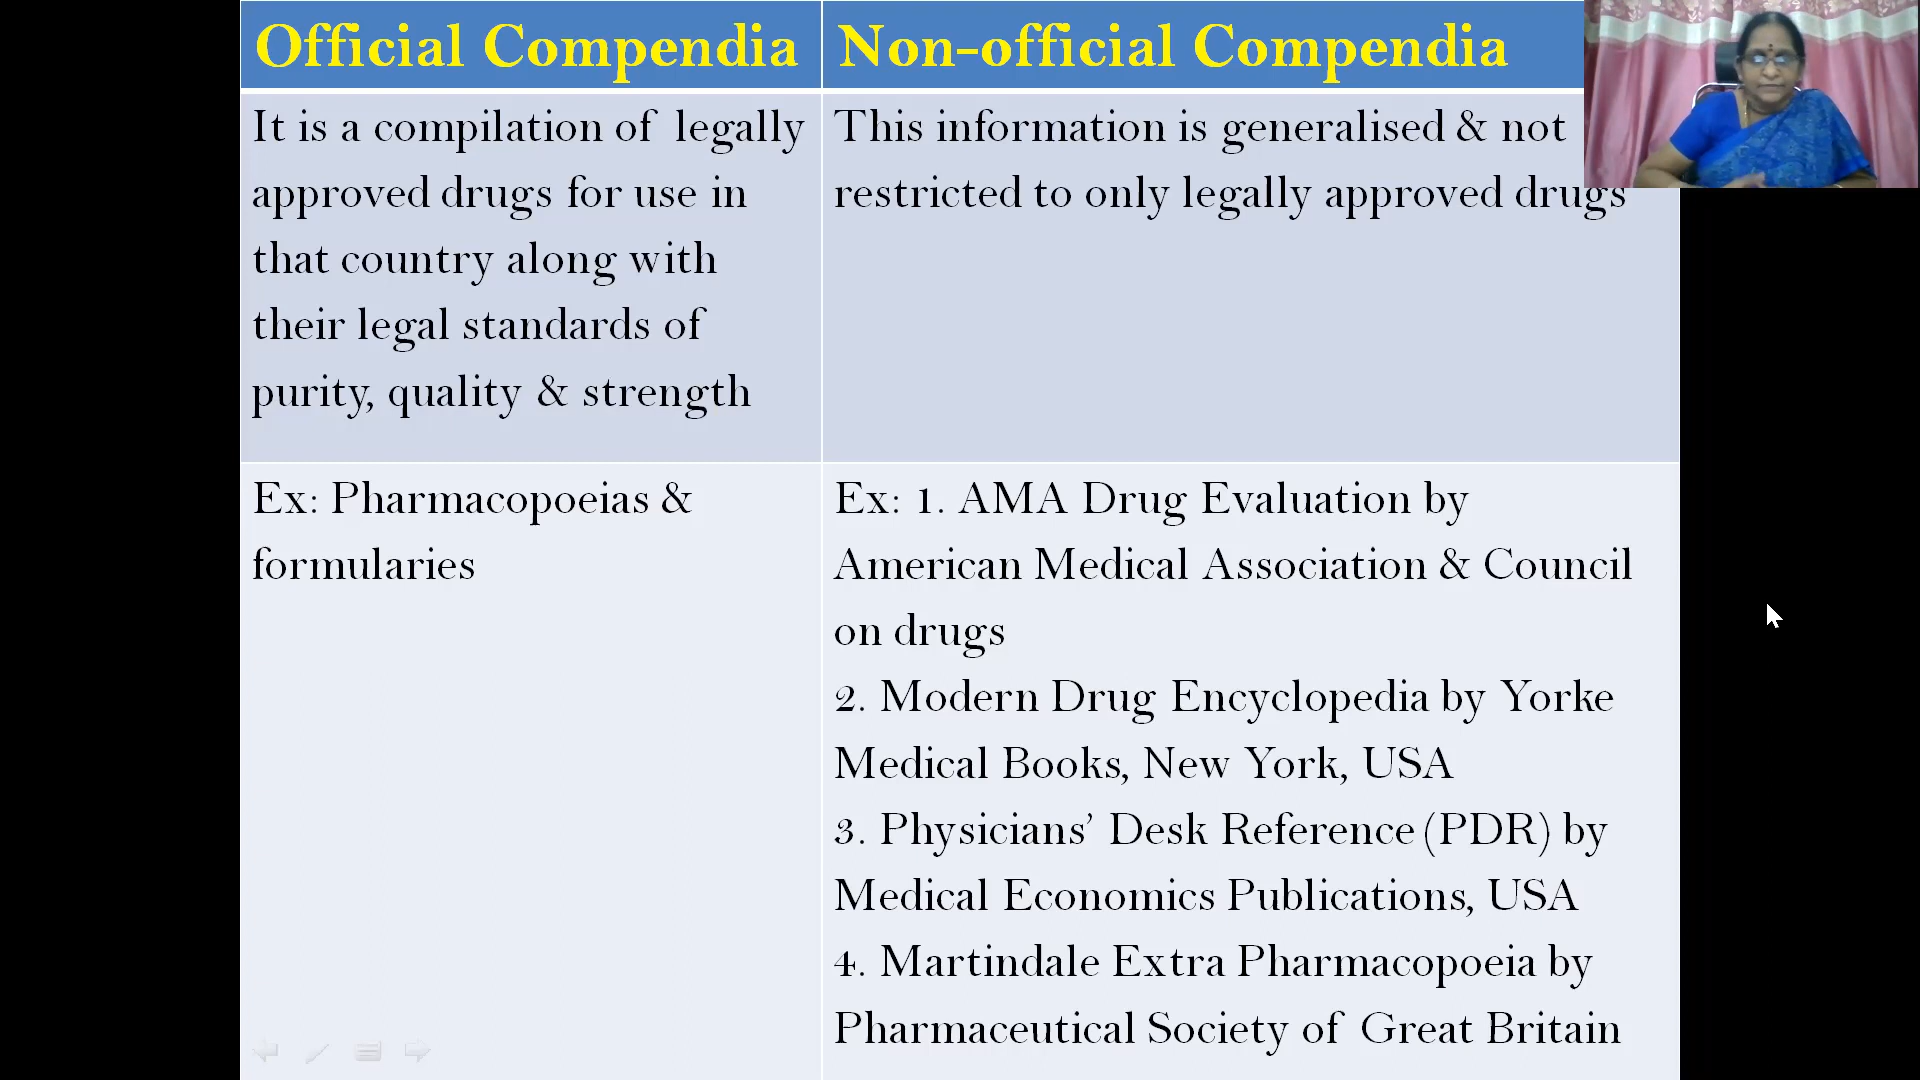 Official Compendia
Non-official Compendia
It is a compilation of legally
approved drugs for use in
that country along with
their legal standards of
purity, quality & strength
This information is generalised & not
restricted to only legally approved drugs
Ex: Pharmacopoeias &
formularies
Ex: 1. AMA Drug Evaluation by
American Medical Association & Council
on drugs
2. Modern Drug Encyclopedia by Yorke
Medical Books, New York, USA
3. Physicians’ Desk Reference (PDR) by
Medical Economics Publications, USA
4. Martindale Extra Pharmacopoeia by
Pharmaceutical Society of Great Britain